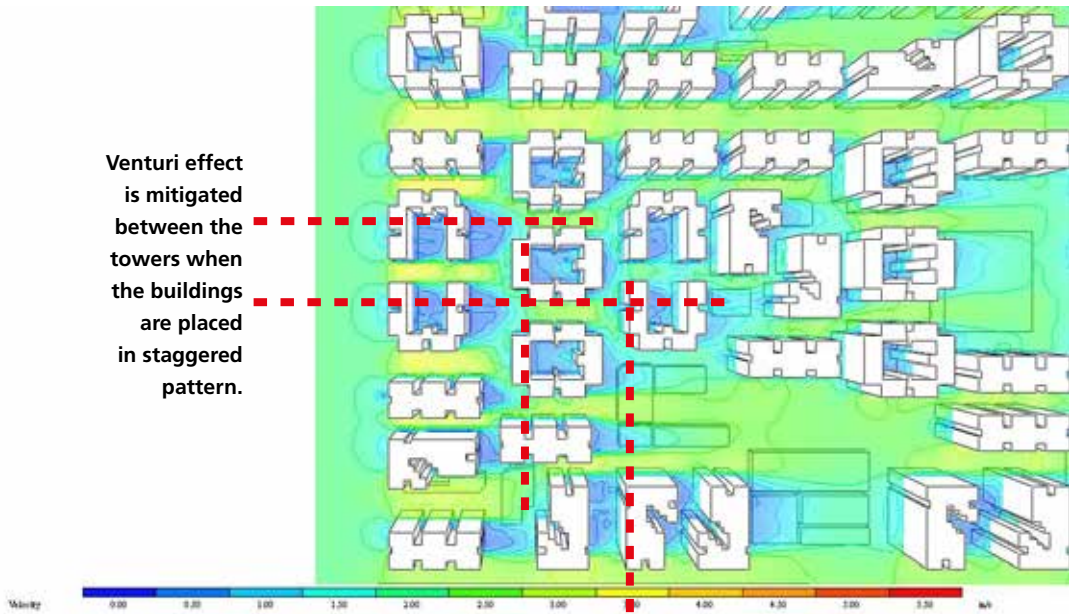 Venturi effect
is mitigated
between the
towers when
the buildings
are placed
in staggered
pattern.
Velocity 0.00 0.50 1.00 1.50 2.00 2.50 3.00 4.00 4.50 5.00 5.50 m/s